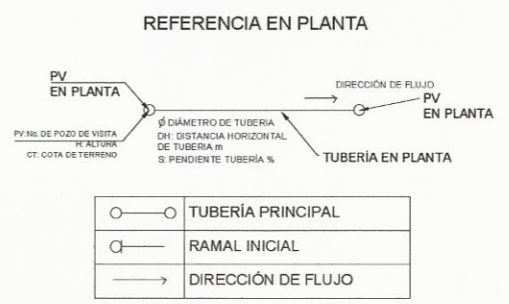 REFERENCIA EN PLANTA
PV
EN PLANTA
DIRECCIÓN DE FLUJO
PV
EN PLANTA
PV:No. DE POZO DE VISITA
H: ALTURA
CT: COTA DE TERRENO
Ø DIÁMETRO DE TUBERIA
DH: DISTANCIA HORIZONTAL
DE TUBERIA m
S: PENDIENTE TUBERÍA %
TUBERÍA EN PLANTA
TUBERÍA PRINCIPAL
RAMAL INICIAL
DIRECCIÓN DE FLUJO